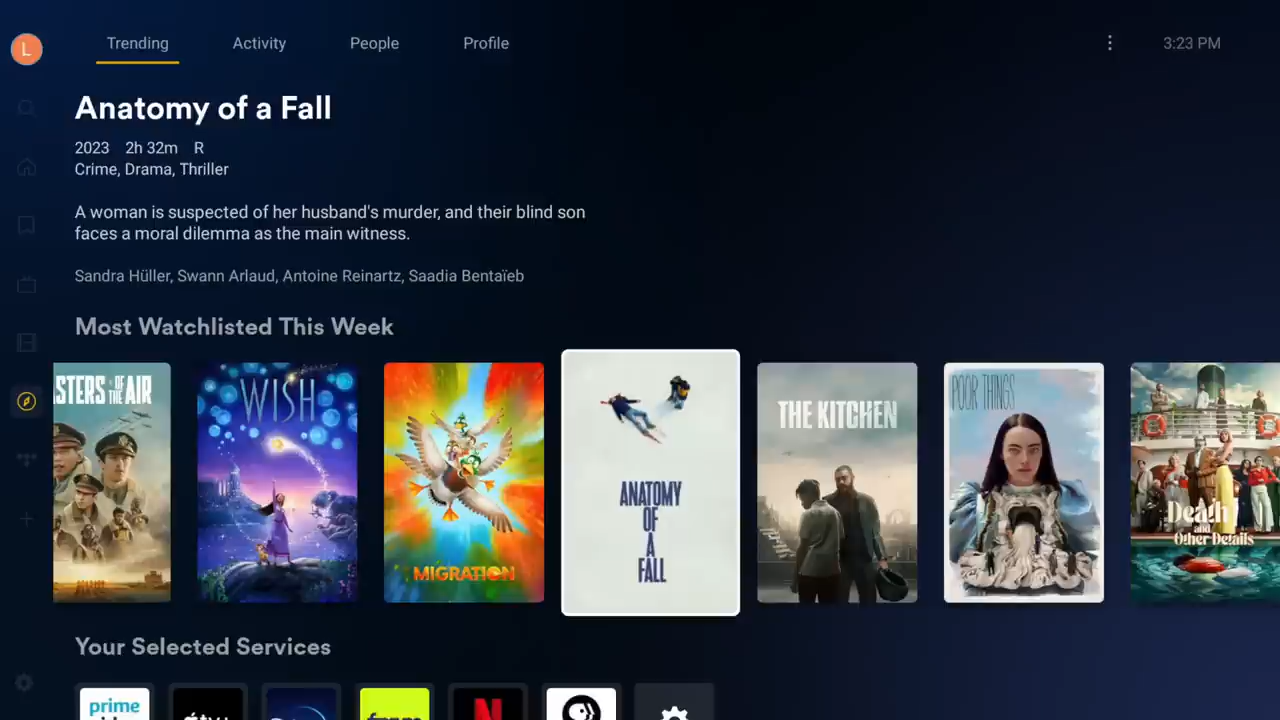 L
Trending
Activity
People
Profile
3:23 PM
Anatomy of a Fall
2023 2h 32m R
Crime, Drama, Thriller
A woman is suspected of her husband's murder, and their blind son
faces a moral dilemma as the main witness.
Sandra Hüller, Swann Arlaud, Antoine Reinartz, Saadia Bentaïeb
Most Watchlisted This Week
STERS OF
THE AIR
WISH
MIGRATION
ANATOMY
OF
A
FALL
THE KITCHEN
POOR THINGS
Death
and
Other Details
Your Selected Services
prime
N